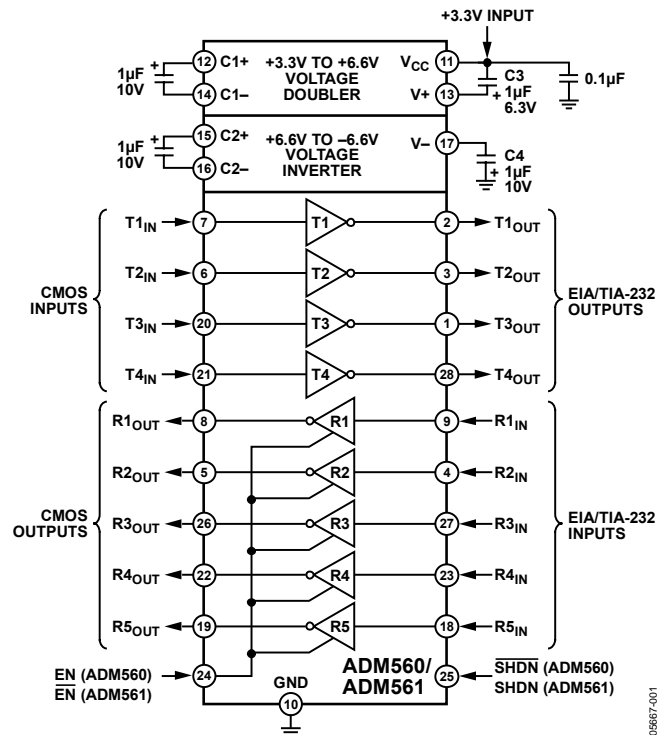 +3.3V INPUT
12 C1+
1µF +
10V
14 C1–
+3.3V TO +6.6V
VOLTAGE
DOUBLER
VCC 11
V+ 13
C3
1µF
+ 6.3V
0.1µF
15 C2+
1µF +
10V
16 C2–
+6.6V TO –6.6V
VOLTAGE
INVERTER
V– 17
C4
+ 1µF
10V
CMOS
INPUTS
T1IN 7 T1 2 T1OUT
T2IN 6 T2 3 T2OUT
T3IN 20 T3 1 T3OUT
T4IN 21 T4 28 T4OUT
EIA/TIA-232
OUTPUTS
CMOS
OUTPUTS
R1OUT 8 R1 9 R1IN
R2OUT 5 R2 4 R2IN
R3OUT 26 R3 27 R3IN
R4OUT 22 R4 23 R4IN
R5OUT 19 R5 18 R5IN
EIA/TIA-232
INPUTS
EN (ADM560)
EN (ADM561)
24
GND
10
ADM560/
ADM561
25
SHDN (ADM560)
SHDN (ADM561)
05667-001